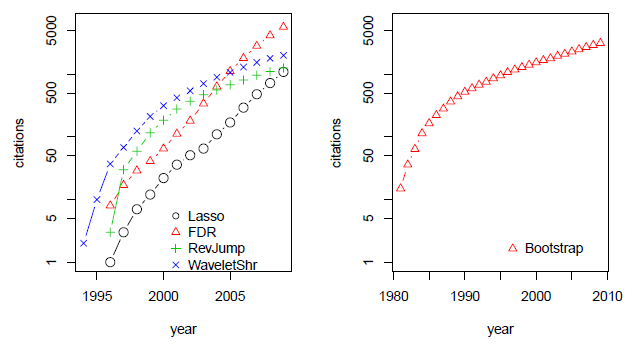 citations
5000
500
50
5
1
1995
2000
2005
year
Lasso
FDR
RevJump
WaveletShr
citations
5000
500
50
5
1
1980
1990
2000
2010
year
Bootstrap